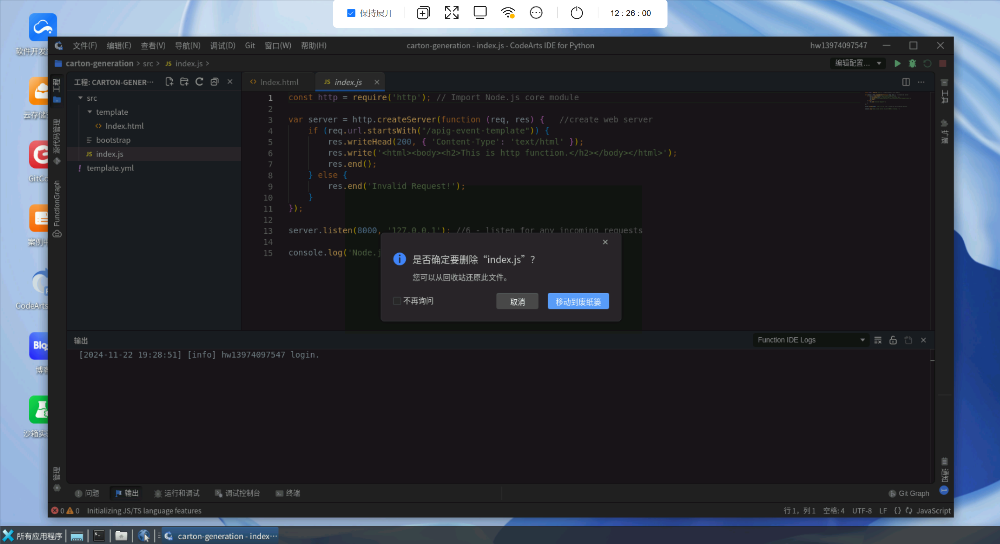 保持展开
12 : 26 : 00
软件开发
云存储
GitCo
案例中
CodeArts
Blog
博客
沙箱实
文件(F) 编辑(E) 查看(V) 导航(N) 调试(D) Git 窗口(W) 帮助(H)
carton-generation - index.js - CodeArts IDE for Python
hw13974097547
carton-generation > src > JS index.js >
编辑配置...
工程
源代码管理
FunctionGraph
管理
工程: CARTON-GENER···
src
template
<> Index.html
bootstrap
JS index.js
! template.yml
<> Index.html
JS index.js
1 const http = require('http'); // Import Node.js core module
2
3 var server = http.createServer(function (req, res) {   //create web server
4     if (req.url.startsWith("/apig-event-template")) {
5         res.writeHead(200, { 'Content-Type': 'text/html' });
6         res.write('<html><body><h2>This is http function.</h2></body></html>');
7         res.end();
8     } else {
9         res.end('Invalid Request!');
10     }
11 });
12
13 server.listen(8000, '127.0.0.1'); //6 - listen for any incoming requests
14
15 console.log('Node.j
是否确定要删除“index.js”？
您可以从回收站还原此文件。
不再询问
取消
移动到废纸篓
工具
扩展
通知
1
输出
Function IDE Logs
[2024-11-22 19:28:51] [info] hw13974097547 login.
问题 输出 运行和调试 调试控制台 终端
Git Graph
0 0 Initializing JS/TS language features
行 1，列 1 空格: 4 UTF-8 LF {} JavaScript
所有应用程序
carton-generation - index···